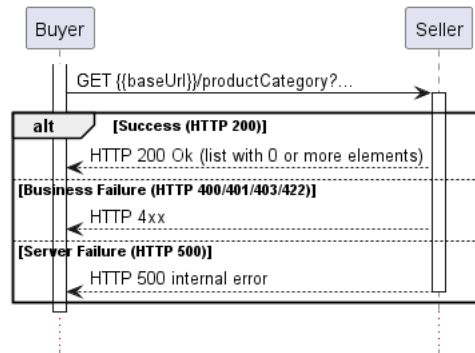 Buyer
Seller
GET {{baseUrl}}/productCategory?...
alt
[Success (HTTP 200)]
HTTP 200 Ok (list with 0 or more elements)
[Business Failure (HTTP 400/401/403/422)]
HTTP 4xx
[Server Failure (HTTP 500)]
HTTP 500 internal error